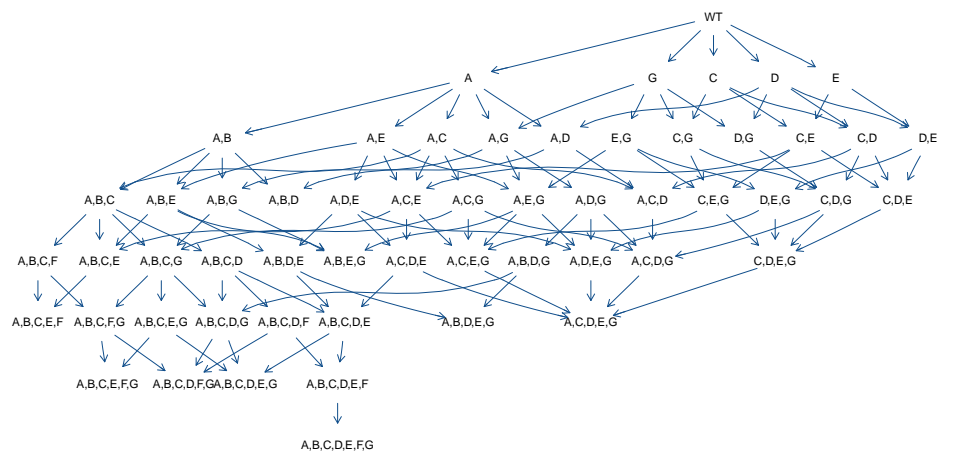 WT
A G C D E
A,B A,E A,C A,G A,D E,G C,G D,G C,E C,D D,E
A,B,C A,B,E A,B,G A,B,D A,D,E A,C,E A,C,G A,E,G A,D,G A,C,D C,E,G D,E,G C,D,G C,D,E
A,B,C,F A,B,C,E A,B,C,G A,B,C,D A,B,D,E A,B,E,G A,C,D,E A,C,E,G A,B,D,G A,D,E,G A,C,D,G C,D,E,G
A,B,C,E,F A,B,C,F,G A,B,C,E,G A,B,C,D,G A,B,C,D,F A,B,C,D,E A,B,D,E,G A,C,D,E,G
A,B,C,E,F,G A,B,C,D,F,G A,B,C,D,E,G A,B,C,D,E,F
A,B,C,D,E,F,G